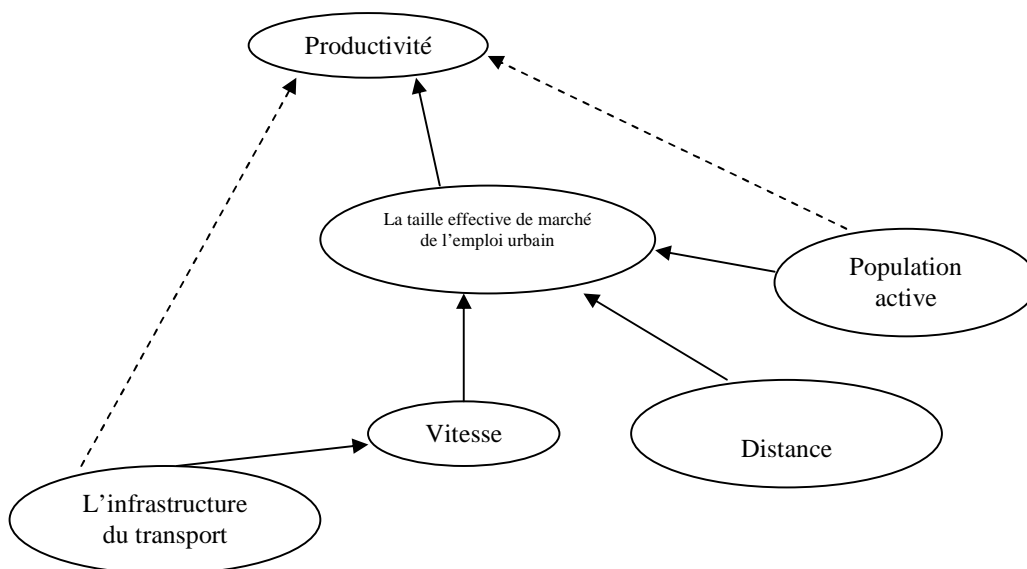 Productivité
La taille effective de marché
de l’emploi urbain
Population
active
Vitesse
Distance
L’infrastructure
du transport